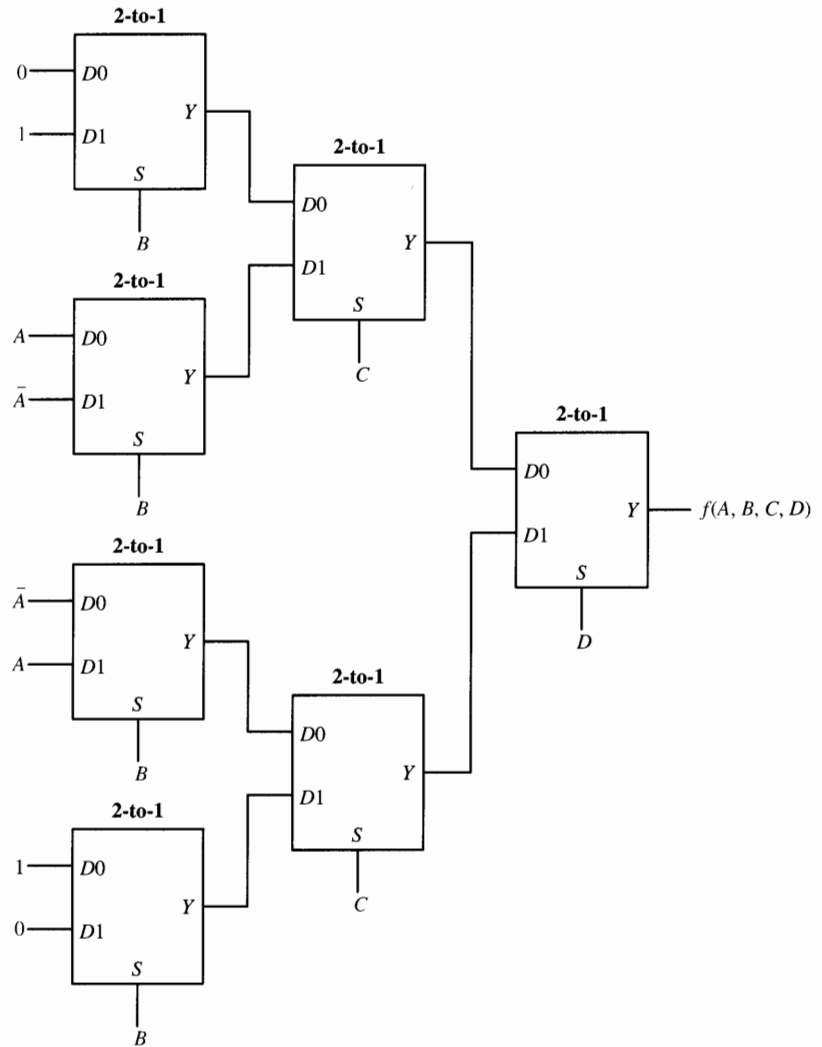 2-to-1
0 D0
Y
1 D1
S
B
2-to-1
D0
Y
D1
S
C
2-to-1
A D0
Y
Ā D1
S
B
2-to-1
D0
Y f(A, B, C, D)
D1
S
D
2-to-1
Ā D0
Y
A D1
S
B
2-to-1
D0
Y
D1
S
C
2-to-1
1 D0
Y
0 D1
S
B